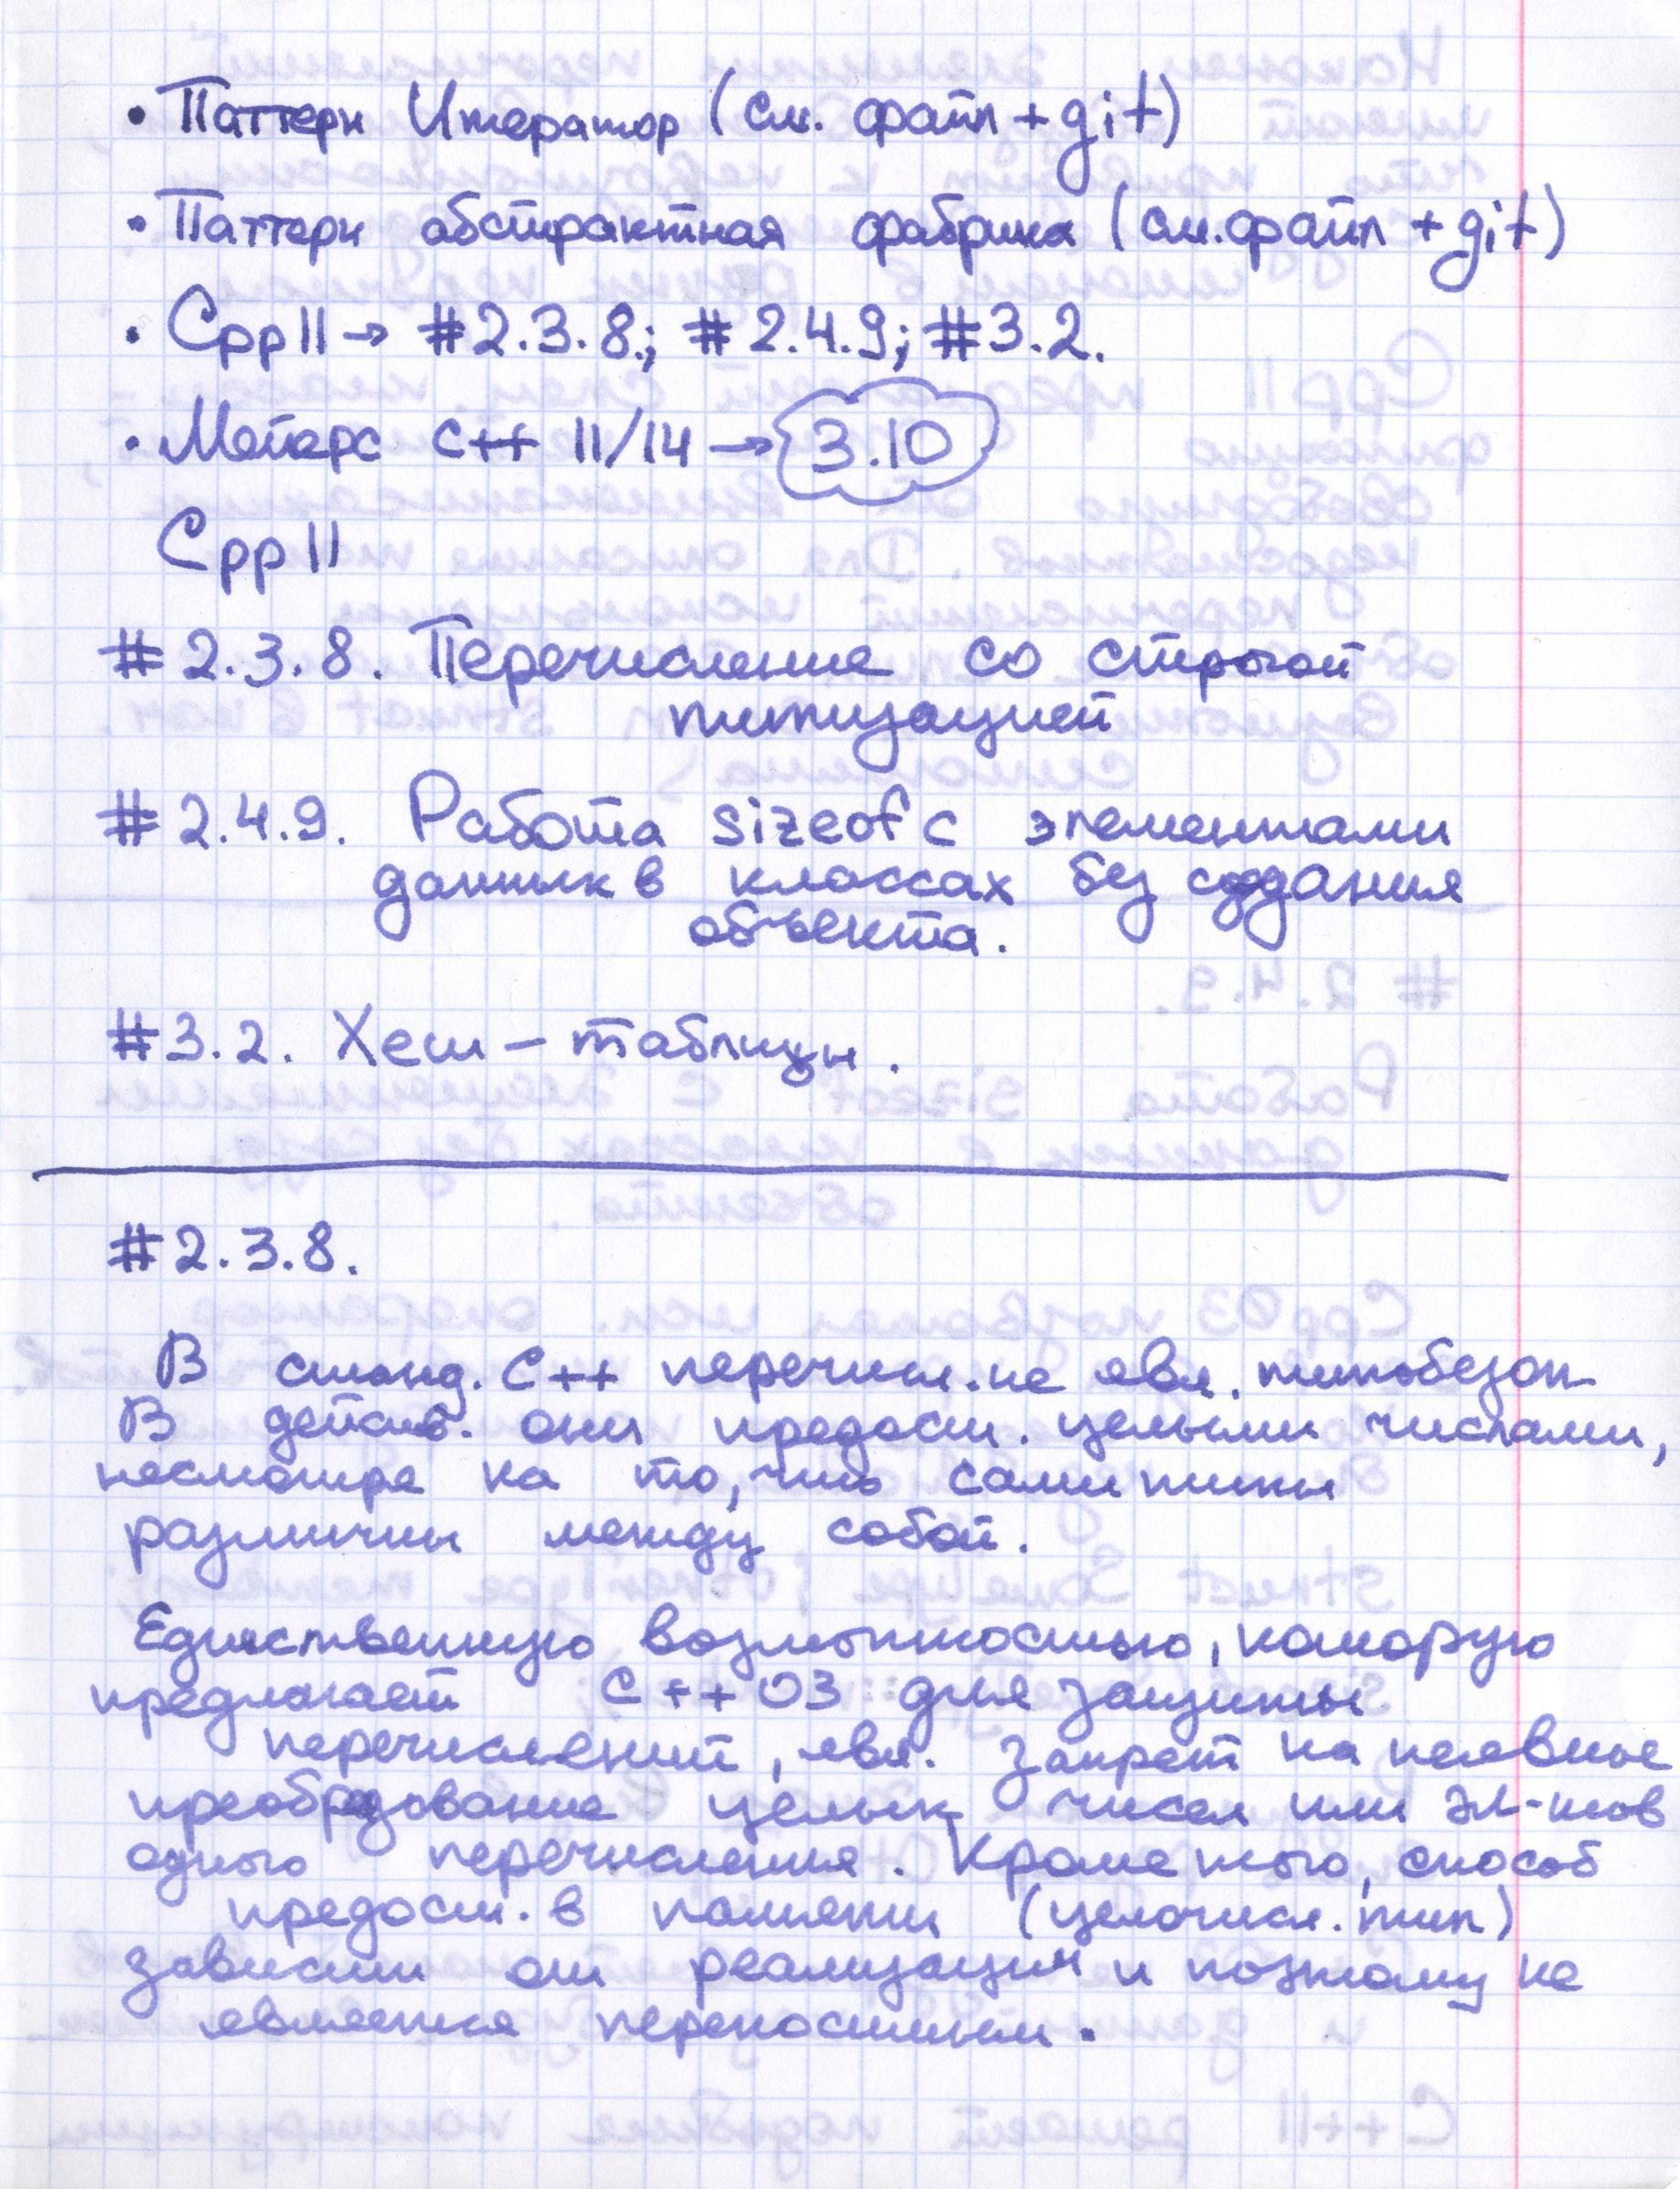 • Паттерн Итератор (см. файл + git)
• Паттерн абстрактная фабрика (см. файл + git)
• Cpp11 → #2.3.8; #2.4.9; #3.2.
• Мейерс C++ 11/14 → 3.10
Cpp11
#2.3.8. Перечисление со строгой
типизацией
#2.4.9. Работа sizeof с элементами
данных в классах без создания
объекта.
#3.2. Хеш-таблицы.
#2.3.8.
В станд. C++ перечисл. не явл. типобезоп.
В действ. они предост. целыми числами,
несмотря на то, что сами типы
различны между собой.
Единственную возможностью, которую
предлагает C++03 для защиты
перечислений, явл. запрет на неявное
преобразование целых чисел или эл-тов
одного перечисления. Кроме того, способ
предост. в памяти (целочисл. тип)
зависит от реализации и поэтому не
является переносимым.